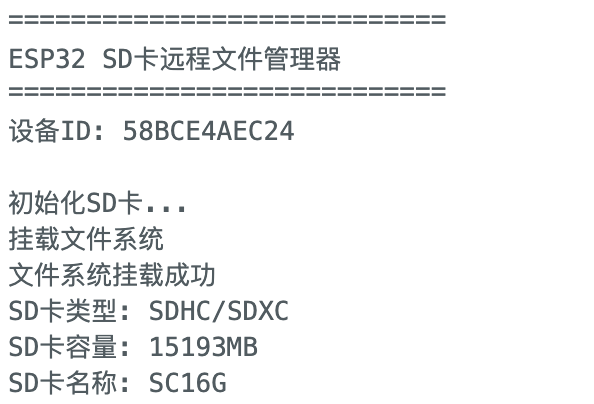 ============================
ESP32 SD卡远程文件管理器
============================
设备ID: 58BCE4AEC24
初始化SD卡...
挂载文件系统
文件系统挂载成功
SD卡类型: SDHC/SDXC
SD卡容量: 15193MB
SD卡名称: SC16G